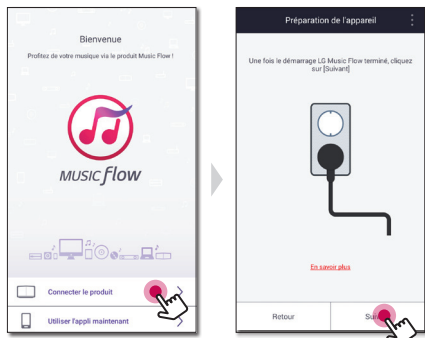 Bienvenue
Profitez de votre musique via le produit Music Flow !
MUSIC flow
Connecter le produit
Utiliser l'appli maintenant
Préparation de l'appareil
Une fois le démarrage LG Music Flow terminé, cliquez
sur [Suivant]
En savoir plus
Retour